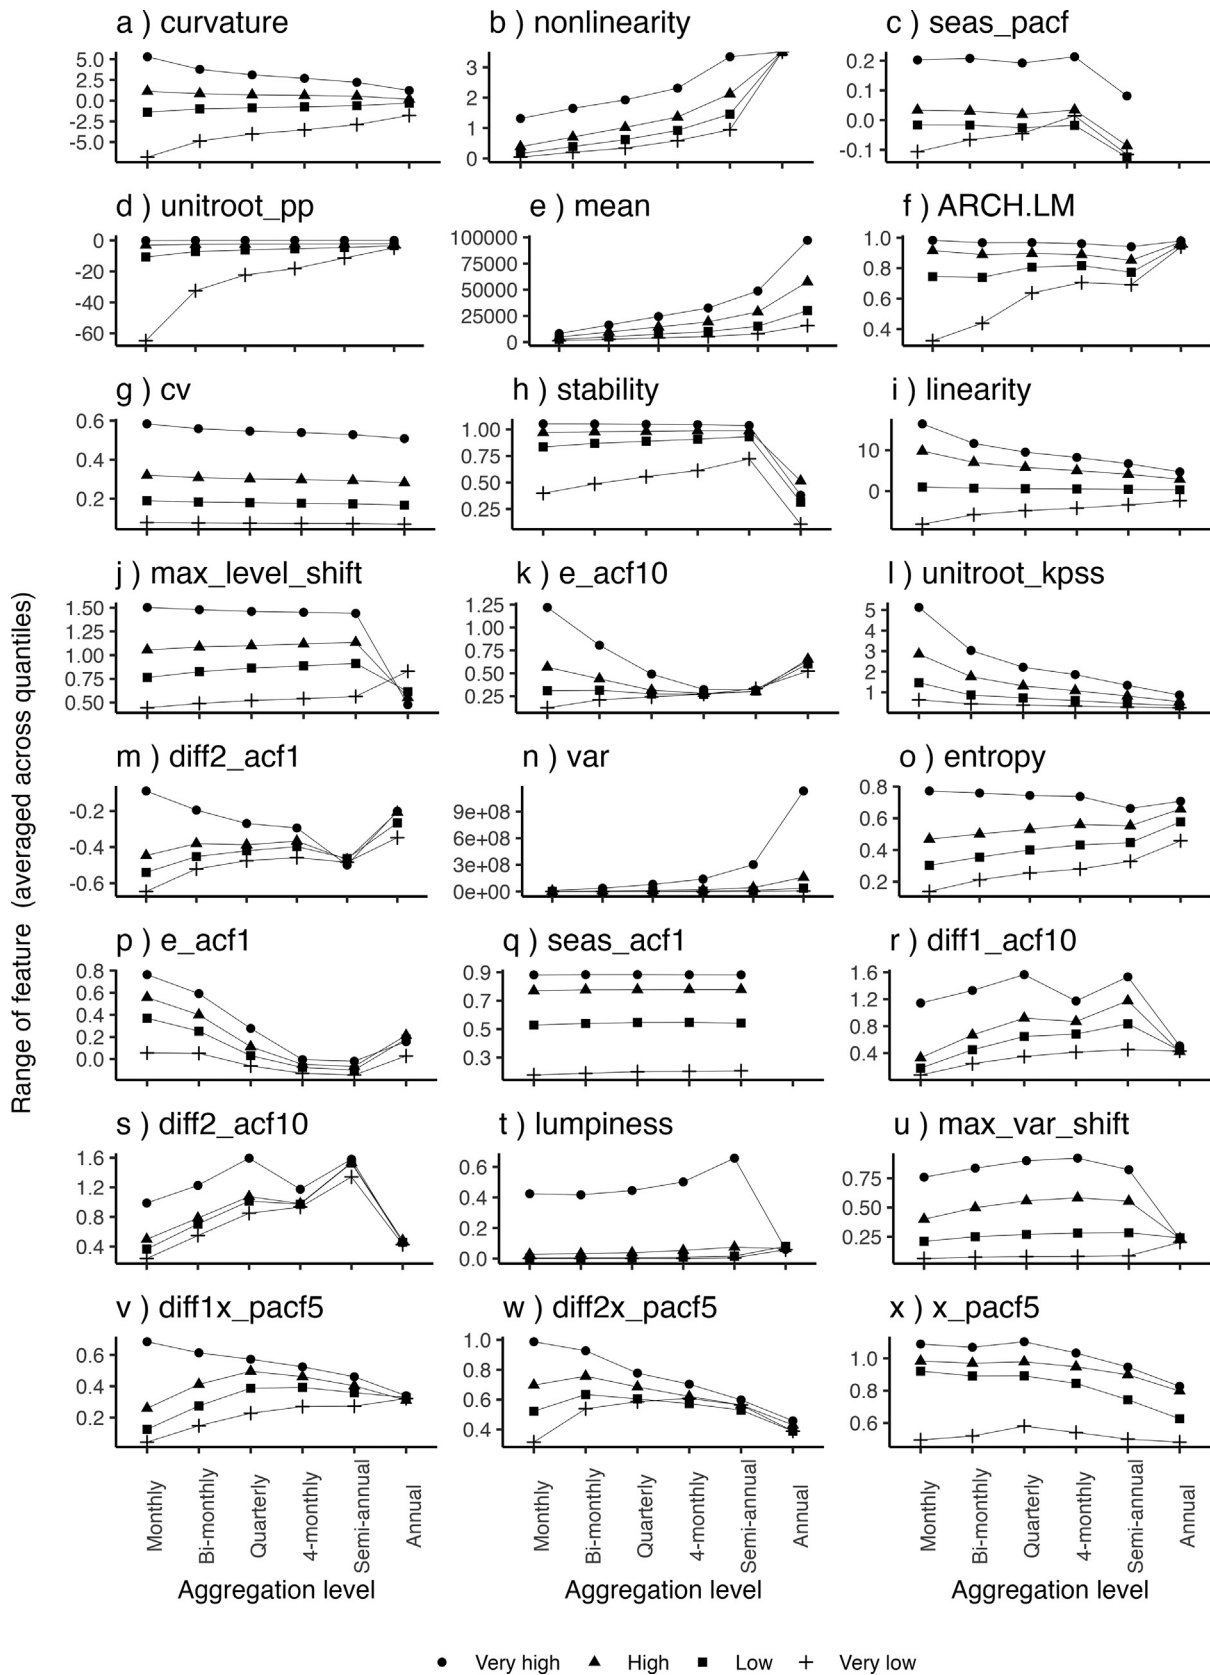 a ) curvature
5.0
2.5
0.0
-2.5
-5.0
b ) nonlinearity
3
2
1
0
c ) seas_pacf
0.2
0.1
0.0
-0.1
d ) unitroot_pp
0
-20
-40
-60
e ) mean
100000
75000
50000
25000
0
f ) ARCH.LM
1.0
0.8
0.6
0.4
g ) cv
0.6
0.4
0.2
h ) stability
1.00
0.75
0.50
0.25
i ) linearity
10
0
Range of feature (averaged across quantiles)
j ) max_level_shift
1.50
1.25
1.00
0.75
0.50
k ) e_acf10
1.25
1.00
0.75
0.50
0.25
l ) unitroot_kpss
5
4
3
2
1
m ) diff2_acf1
-0.2
-0.4
-0.6
n ) var
9e+08
6e+08
3e+08
0e+00
o ) entropy
0.8
0.6
0.4
0.2
p ) e_acf1
0.8
0.6
0.4
0.2
0.0
q ) seas_acf1
0.9
0.7
0.5
0.3
r ) diff1_acf10
1.6
1.2
0.8
0.4
s ) diff2_acf10
1.6
1.2
0.8
0.4
t ) lumpiness
0.6
0.4
0.2
0.0
u ) max_var_shift
0.75
0.50
0.25
v ) diff1x_pacf5
0.6
0.4
0.2
w ) diff2x_pacf5
1.0
0.8
0.6
0.4
x ) x_pacf5
1.0
0.8
0.6
Monthly
Bi-monthly
Quarterly
4-monthly
Semi-annual
Annual
Monthly
Bi-monthly
Quarterly
4-monthly
Semi-annual
Annual
Monthly
Bi-monthly
Quarterly
4-monthly
Semi-annual
Annual
Aggregation level
Aggregation level
Aggregation level
Very high High Low Very low